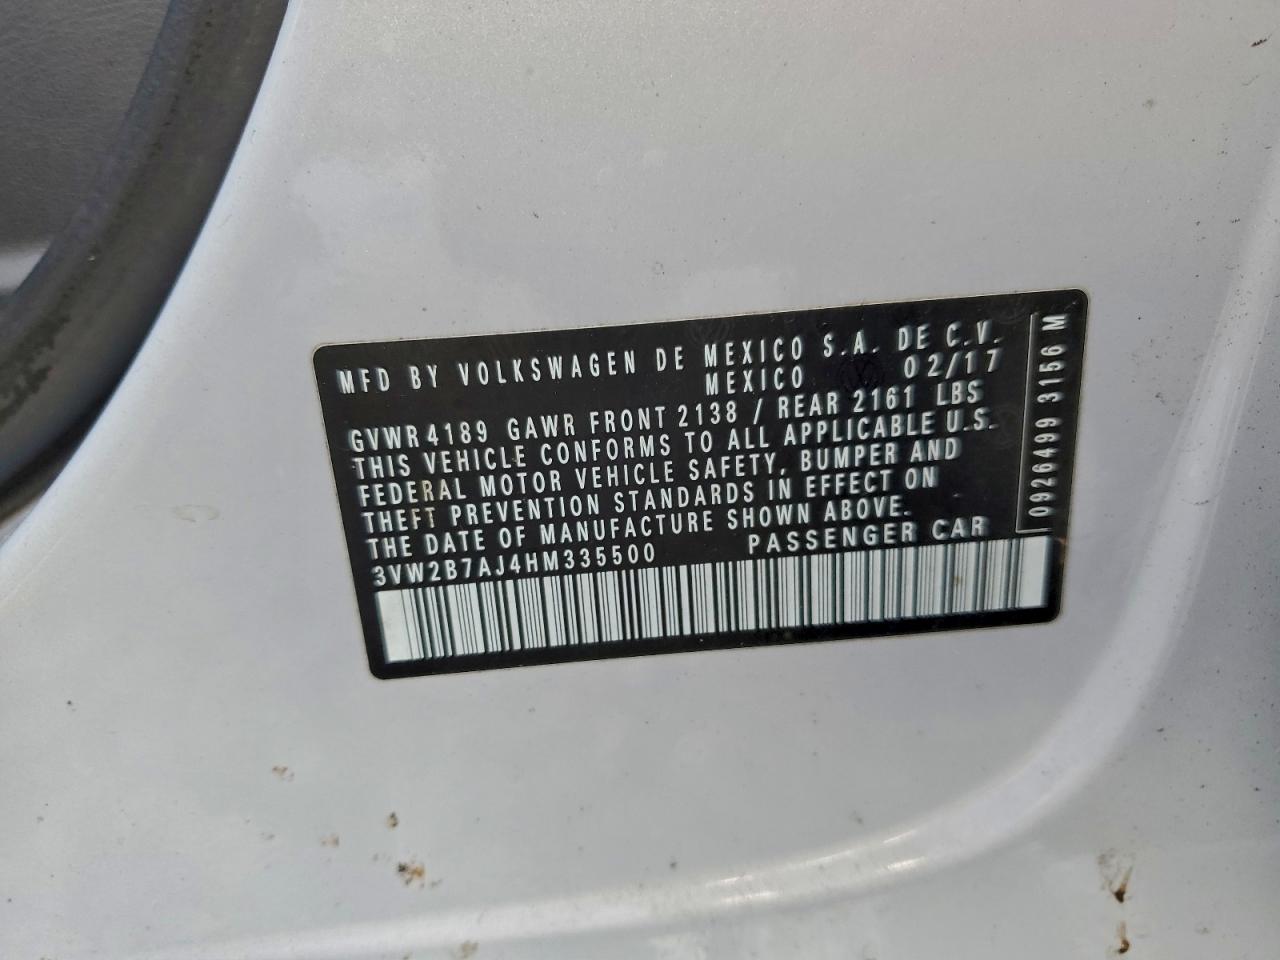 MFD BY VOLKSWAGEN DE MEXICO S.A. DE C.V.
MEXICO 02/17
GVWR 4189 GAWR FRONT 2138 / REAR 2161 LBS
THIS VEHICLE CONFORMS TO ALL APPLICABLE U.S.
FEDERAL MOTOR VEHICLE SAFETY, BUMPER AND
THEFT PREVENTION STANDARDS IN EFFECT ON
THE DATE OF MANUFACTURE SHOWN ABOVE.
3VW2B7AJ4HM335500 PASSENGER CAR
0926499 3156 M